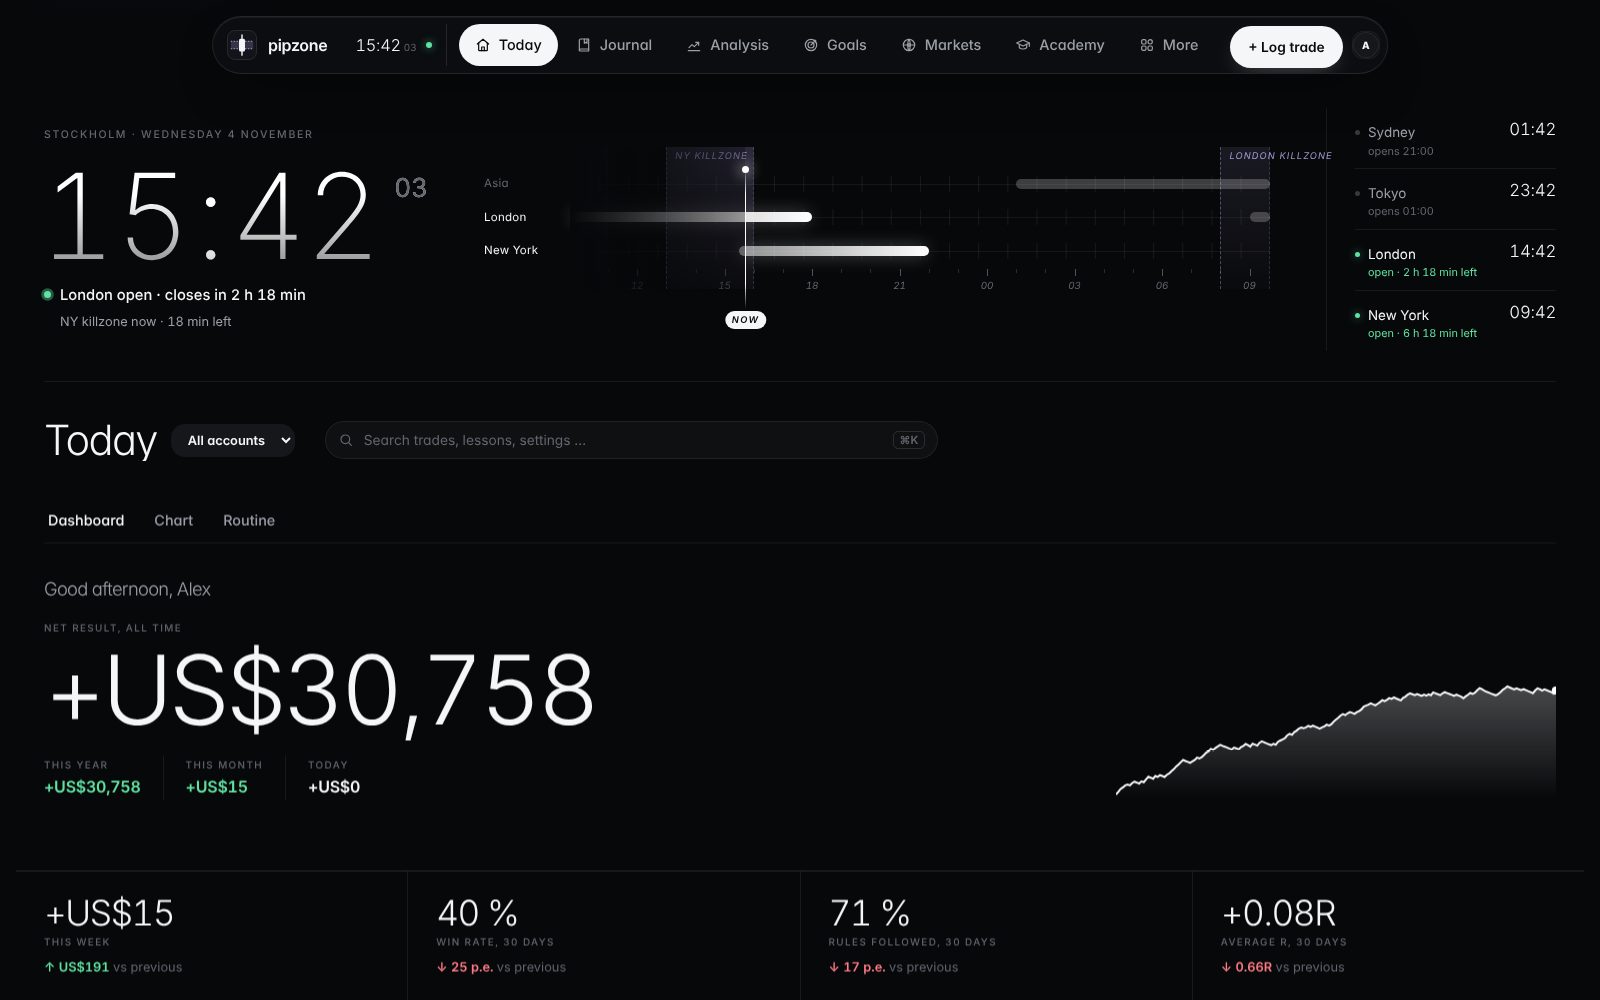 pipzone
15:42 03
Today
Journal
Analysis
Goals
Markets
Academy
More
+ Log trade
A
STOCKHOLM · WEDNESDAY 4 NOVEMBER
15:42 03
London open · closes in 2 h 18 min
NY killzone now · 18 min left
NY KILLZONE
LONDON KILLZONE
Asia
London
New York
12 15 18 21 00 03 06 09
NOW
Sydney 01:42
opens 21:00
Tokyo 23:42
opens 01:00
London 14:42
open · 2 h 18 min left
New York 09:42
open · 6 h 18 min left
Today
All accounts
Search trades, lessons, settings ...
⌘K
Dashboard
Chart
Routine
Good afternoon, Alex
NET RESULT, ALL TIME
+US$30,758
THIS YEAR
+US$30,758
THIS MONTH
+US$15
TODAY
+US$0
+US$15
THIS WEEK
↑ US$191 vs previous
40 %
WIN RATE, 30 DAYS
↓ 25 p.e. vs previous
71 %
RULES FOLLOWED, 30 DAYS
↓ 17 p.e. vs previous
+0.08R
AVERAGE R, 30 DAYS
↓ 0.66R vs previous